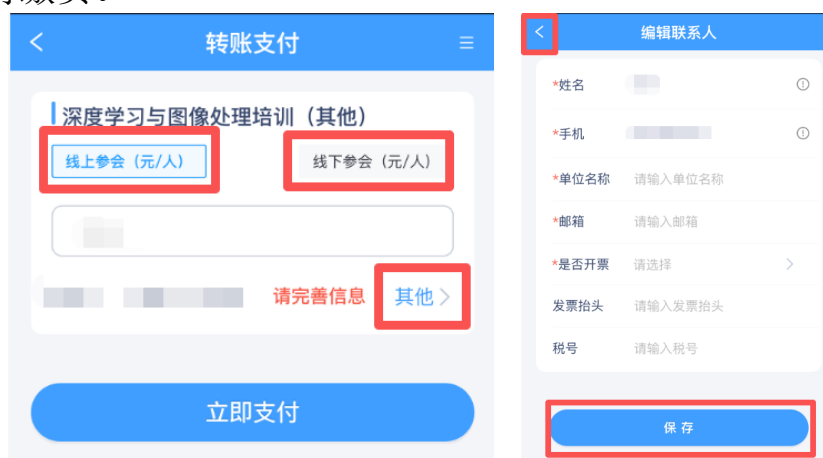 转账支付
深度学习与图像处理培训（其他）
线上参会（元/人）
线下参会（元/人）
请完善信息 其他
立即支付
编辑联系人
*姓名
*手机
*单位名称 请输入单位名称
*邮箱 请输入邮箱
*是否开票 请选择
发票抬头 请输入发票抬头
税号 请输入税号
保存